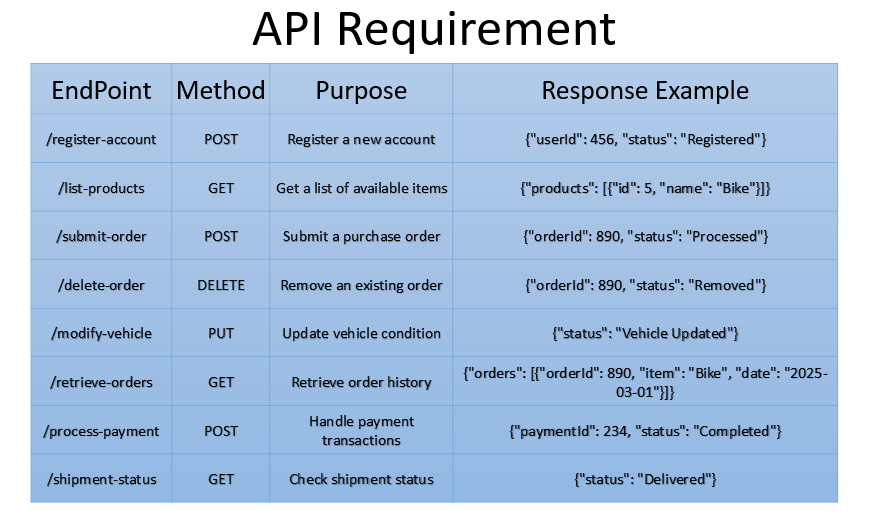 API Requirement
EndPoint Method Purpose Response Example
/register-account POST Register a new account {"userId": 456, "status": "Registered"}
/list-products GET Get a list of available items {"products": [{"id": 5, "name": "Bike"}]}
/submit-order POST Submit a purchase order {"orderId": 890, "status": "Processed"}
/delete-order DELETE Remove an existing order {"orderId": 890, "status": "Removed"}
/modify-vehicle PUT Update vehicle condition {"status": "Vehicle Updated"}
/retrieve-orders GET Retrieve order history {"orders": [{"orderId": 890, "item": "Bike", "date": "2025-
03-01"}]}
/process-payment POST Handle payment
transactions {"paymentId": 234, "status": "Completed"}
/shipment-status GET Check shipment status {"status": "Delivered"}